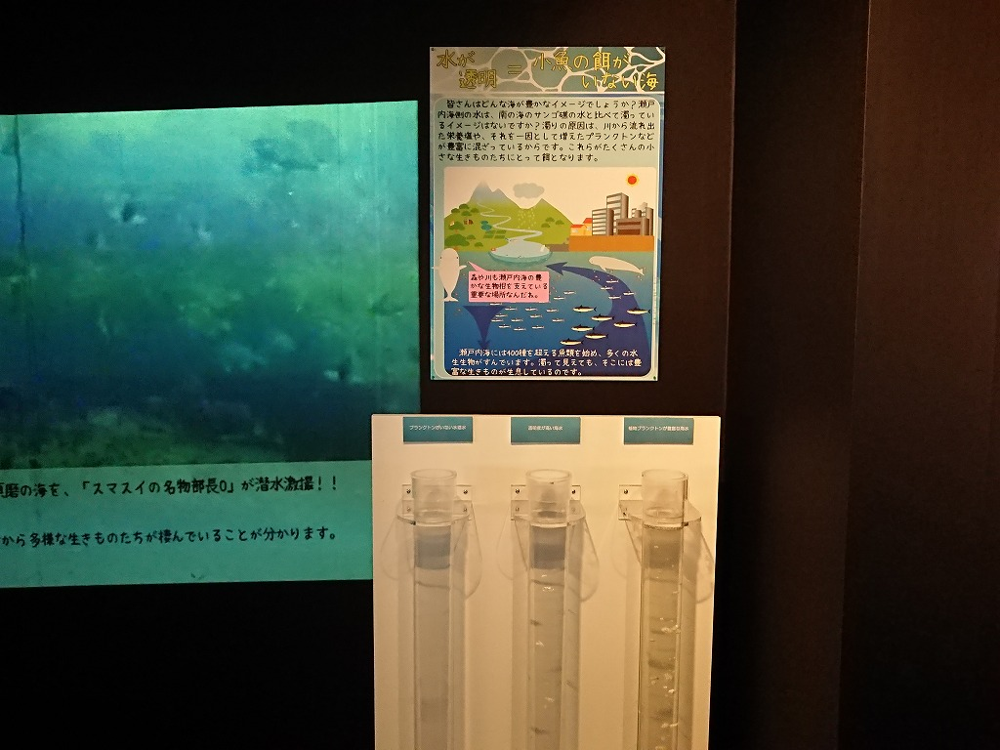 水が
透明
=
小魚の餌が
いない海
皆さんはどんな海が豊かなイメージでしょうか?瀬戸
内海側の水は、南の海のサンゴ礁の水と比べて濁ってい
るイメージはないですか?濁りの原因は、川から流れ出
た栄養塩や、それを一因として増えたプランクトンなど
が豊富に混ざっているからです。これらがたくさんの小
さな生きものたちにとって餌となります。
森や川も瀬戸内海の豊
かな生物相を支えている
重要な場所なんだね。
瀬戸内海には400種を超える魚類を始め、多くの水
生生物がすんでいます。濁って見えても、そこには豊
富な生きものが生息しているのです。
磨の海を、「スマスイの名物部長O」が潜水激撮!!
から多様な生きものたちが棲んでいることが分かります。
プランクトンがいない水道水
透明度が高い海水
植物プランクトンが豊富な海水